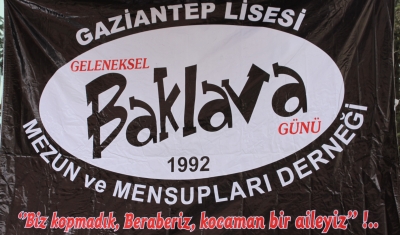 GAZİANTEP LİSESİ
GELENEKSEL
Baklava
GÜNÜ
1992
MEZUN ve MENSUPLARI DERNEĞİ
"Biz kopmadık, Beraberiz, kocaman bir aileyiz" !..